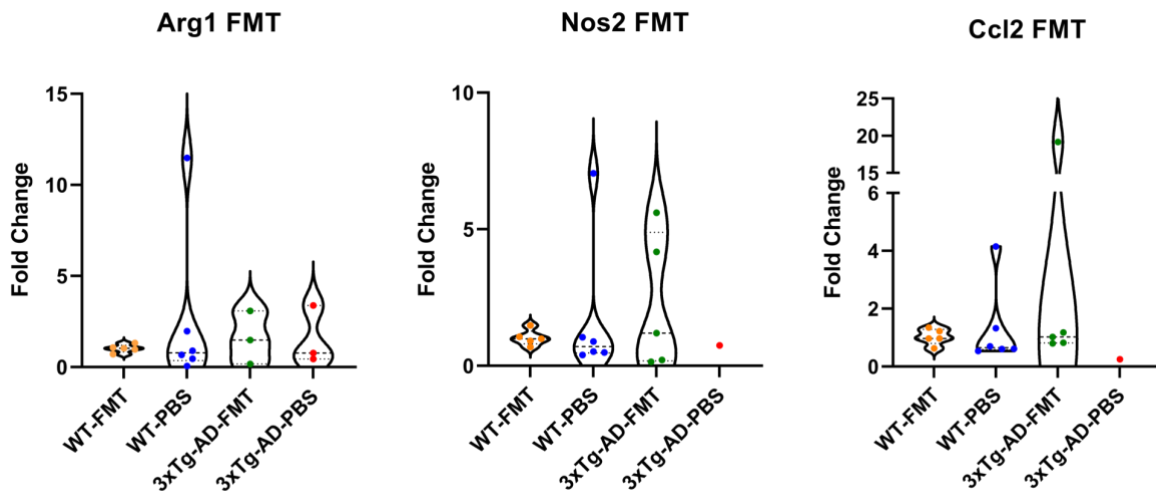 Arg1 FMT
Fold Change
15
10
5
0
WT-FMT
WT-PBS
3xTg-AD-FMT
3xTg-AD-PBS
Nos2 FMT
Fold Change
10
5
0
WT-FMT
WT-PBS
3xTg-AD-FMT
3xTg-AD-PBS
Ccl2 FMT
Fold Change
25
20
15
6
4
2
0
WT-FMT
WT-PBS
3xTg-AD-FMT
3xTg-AD-PBS